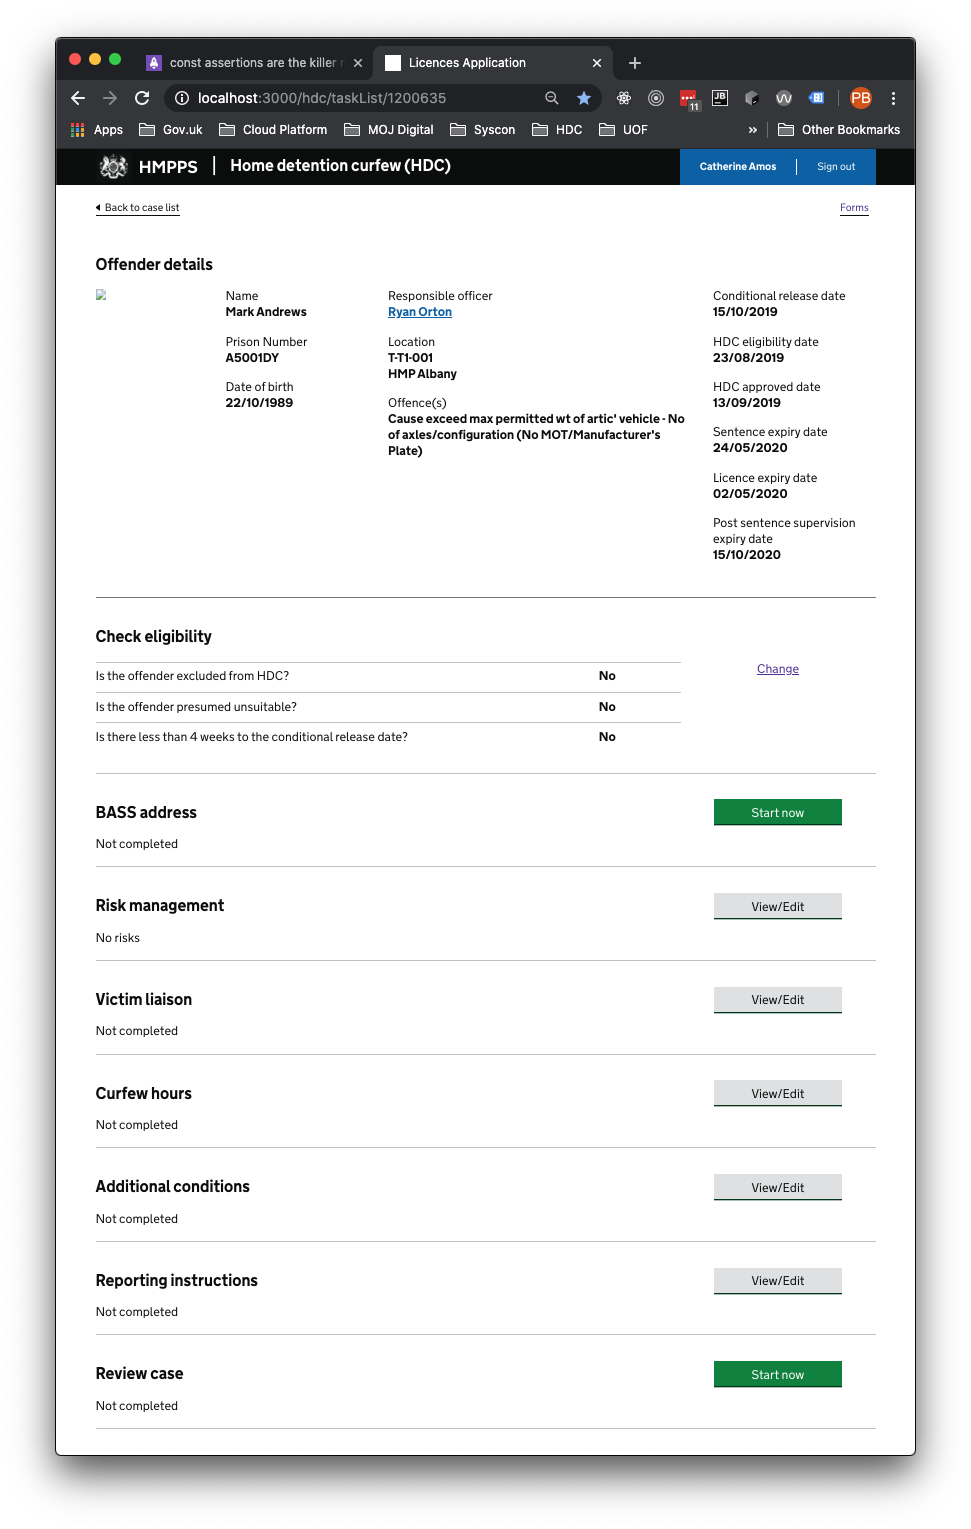 const assertions are the killer
Licences Application
localhost:3000/hdc/taskList/1200635
11
JB
PB
Apps
Gov.uk
Cloud Platform
MOJ Digital
Syscon
HDC
UOF
»
Other Bookmarks
HMPPS | Home detention curfew (HDC)
Catherine Amos
Sign out
Back to case list
Forms
Offender details
Name
Mark Andrews
Prison Number
A5001DY
Date of birth
22/10/1989
Responsible officer
Ryan Orton
Location
T-T1-001
HMP Albany
Offence(s)
Cause exceed max permitted wt of artic' vehicle - No
of axles/configuration (No MOT/Manufacturer's
Plate)
Conditional release date
15/10/2019
HDC eligibility date
23/08/2019
HDC approved date
13/09/2019
Sentence expiry date
24/05/2020
Licence expiry date
02/05/2020
Post sentence supervision
expiry date
15/10/2020
Check eligibility
Change
Is the offender excluded from HDC? No
Is the offender presumed unsuitable? No
Is there less than 4 weeks to the conditional release date? No
BASS address
Start now
Not completed
Risk management
View/Edit
No risks
Victim liaison
View/Edit
Not completed
Curfew hours
View/Edit
Not completed
Additional conditions
View/Edit
Not completed
Reporting instructions
View/Edit
Not completed
Review case
Start now
Not completed